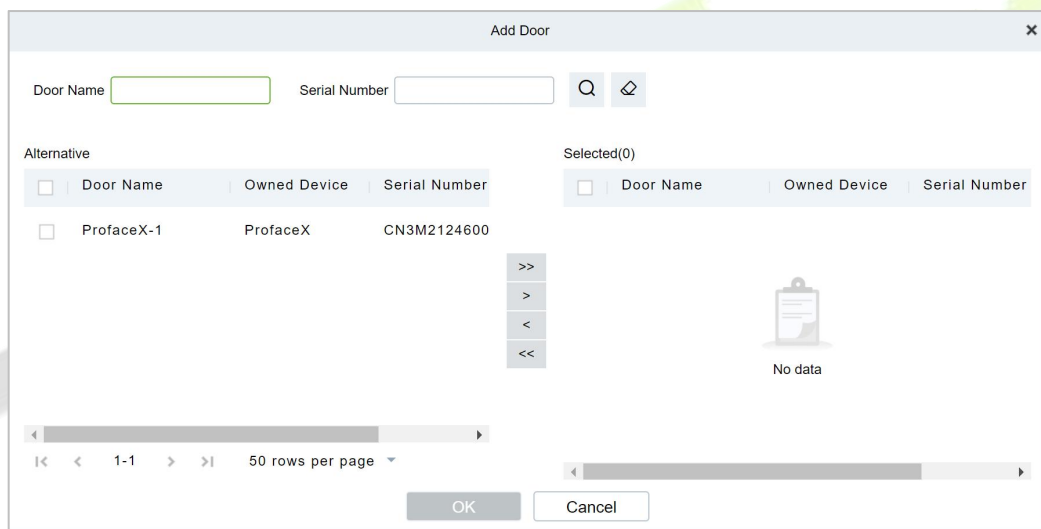 Add Door
Door Name
Serial Number
Alternative
Selected(0)
Door Name Owned Device Serial Number
Door Name Owned Device Serial Number
ProfaceX-1 ProfaceX CN3M2124600
>>
>
<
<<
No data
1-1 50 rows per page
OK Cancel